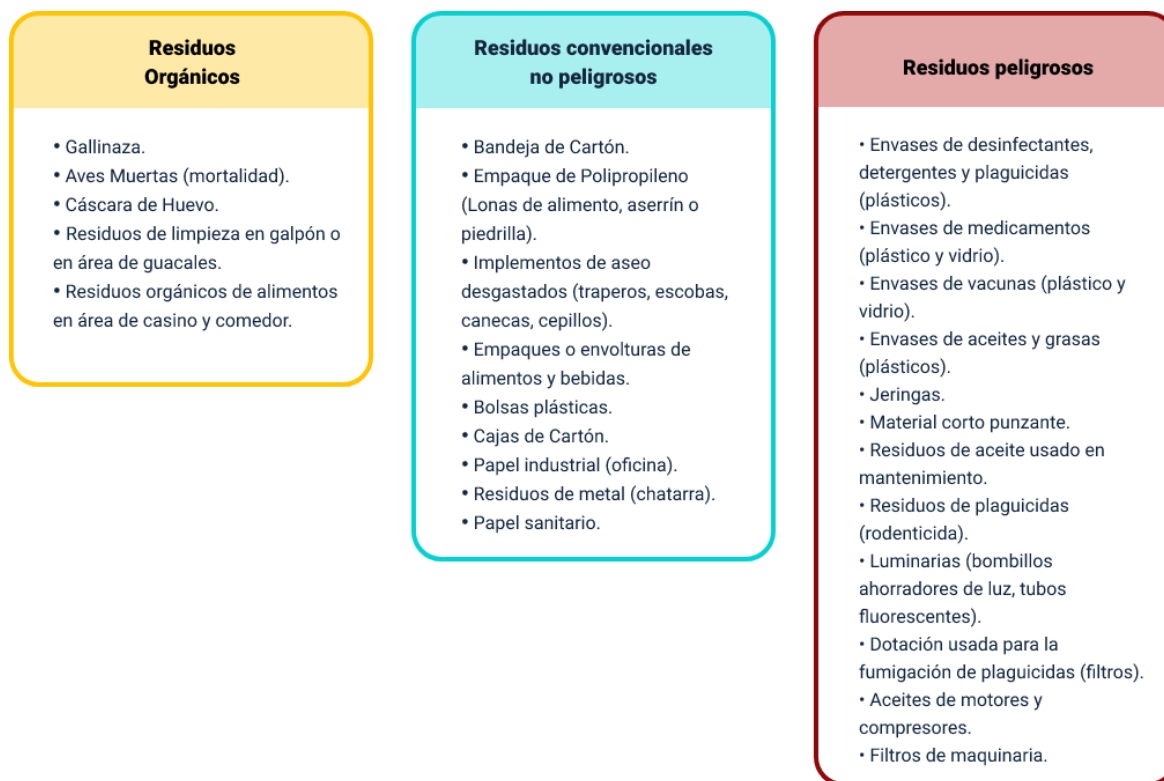 Residuos
Orgánicos
• Gallinaza.
• Aves Muertas (mortalidad).
• Cáscara de Huevo.
• Residuos de limpieza en galpón o
en área de guacales.
• Residuos orgánicos de alimentos
en área de casino y comedor.
Residuos convencionales
no peligrosos
• Bandeja de Cartón.
• Empaque de Polipropileno
(Lonas de alimento, aserrín o
piedrilla).
• Implementos de aseo
desgastados (traperos, escobas,
canecas, cepillos).
• Empaques o envolturas de
alimentos y bebidas.
• Bolsas plásticas.
• Cajas de Cartón.
• Papel industrial (oficina).
• Residuos de metal (chatarra).
• Papel sanitario.
Residuos peligrosos
• Envases de desinfectantes,
detergentes y plaguicidas
(plásticos).
• Envases de medicamentos
(plástico y vidrio).
• Envases de vacunas (plástico y
vidrio).
• Envases de aceites y grasas
(plásticos).
• Jeringas.
• Material corto punzante.
• Residuos de aceite usado en
mantenimiento.
• Residuos de plaguicidas
(rodenticida).
• Luminarias (bombillos
ahorradores de luz, tubos
fluorescentes).
• Dotación usada para la
fumigación de plaguicidas (filtros).
• Aceites de motores y
compresores.
• Filtros de maquinaria.